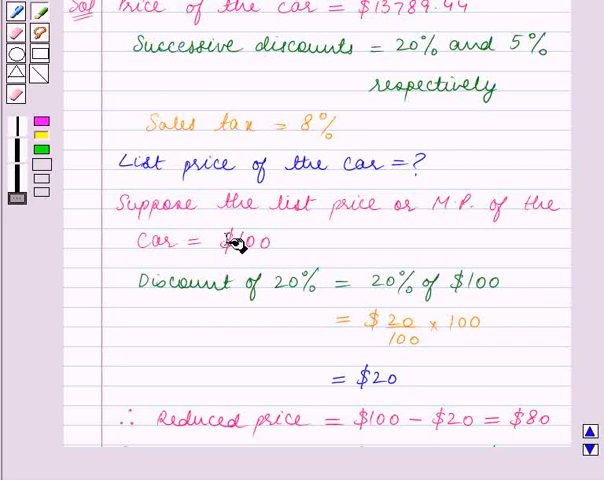 Sol Price of the car = $13789.44
Successive discounts = 20% and 5%
respectively
Sales tax = 8%
List price of the car = ?
Suppose the list price or M.P. of the
Car = $100
Discount of 20% = 20% of $100
= $ 20/100 × 100
= $20
∴ Reduced price = $100 - $20 = $80